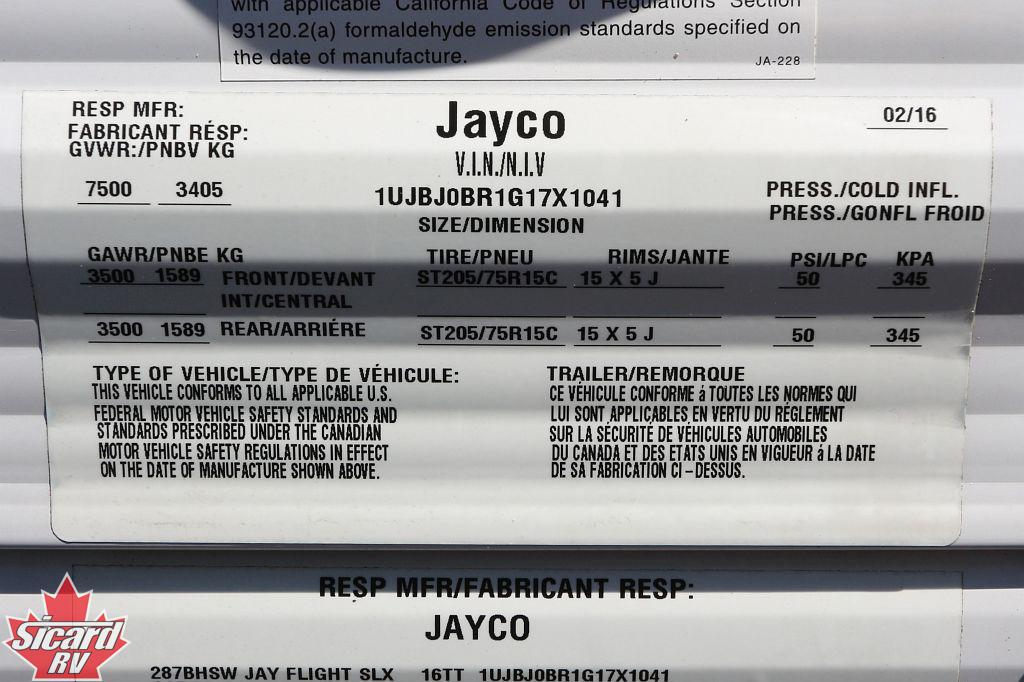 with applicable California Code of Regulations Section
93120.2(a) formaldehyde emission standards specified on
the date of manufacture.
JA-228
RESP MFR: Jayco 02/16
FABRICANT RÉSP:
GVWR:/PNBV KG V.I.N./N.I.V
7500 3405 1UJBJ0BR1G17X1041 PRESS./COLD INFL.
SIZE/DIMENSION PRESS./GONFL FROID
GAWR/PNBE KG TIRE/PNEU RIMS/JANTE PSI/LPC KPA
3500 1589 FRONT/DEVANT ST205/75R15C 15 X 5 J 50 345
INT/CENTRAL
3500 1589 REAR/ARRIÉRE ST205/75R15C 15 X 5 J 50 345
TYPE OF VEHICLE/TYPE DE VÉHICULE: TRAILER/REMORQUE
THIS VEHICLE CONFORMS TO ALL APPLICABLE U.S.
FEDERAL MOTOR VEHICLE SAFETY STANDARDS AND
STANDARDS PRESCRIBED UNDER THE CANADIAN
MOTOR VEHICLE SAFETY REGULATIONS IN EFFECT
ON THE DATE OF MANUFACTURE SHOWN ABOVE.
CE VÉHICULE CONFORME á TOUTES LES NORMES QUI
LUI SONT APPLICABLES EN VERTU DU RÉGLEMENT
SUR LA SÉCURITÉ DE VÉHICULES AUTOMOBILES
DU CANADA ET DES ETATS UNIS EN VIGUEUR á LA DATE
DE SA FABRICATION CI – DESSUS.
RESP MFR/FABRICANT RESP:
JAYCO
287BHSW JAY FLIGHT SLX 16TT 1UJBJ0BR1G17X1041
Sicard
RV